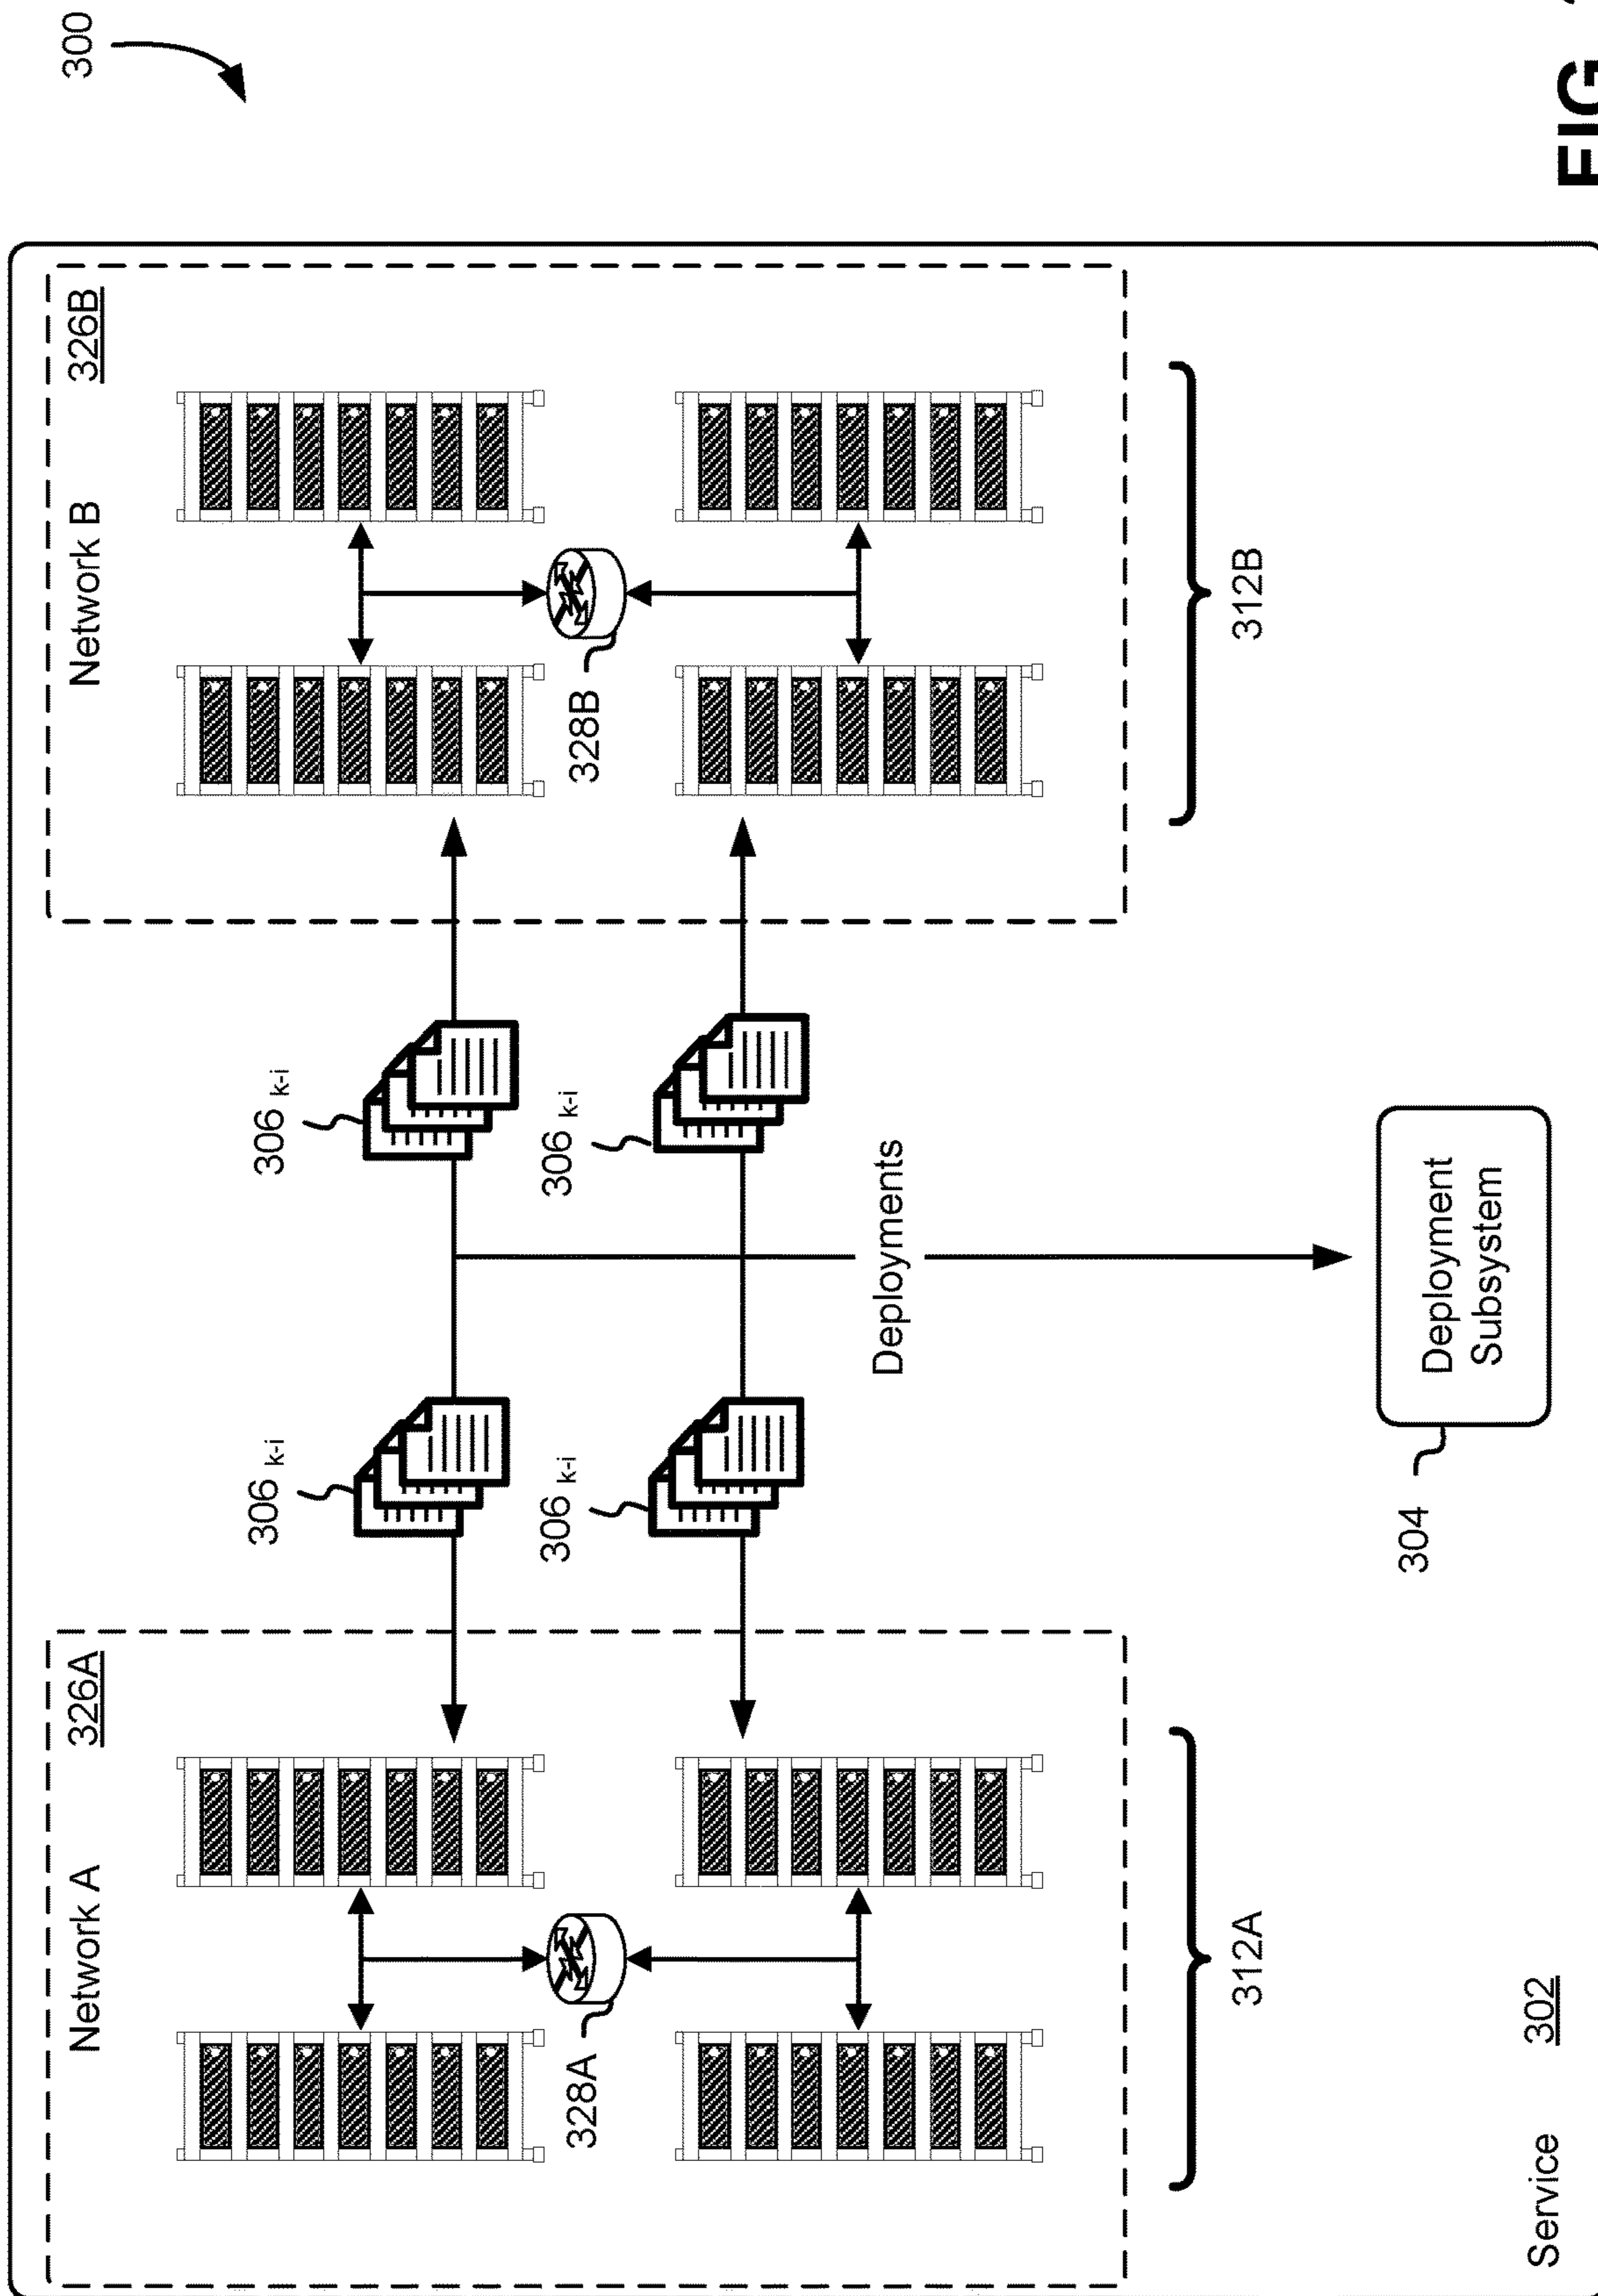 300
Network A
326A
Network B
326B
306 k-i
306 k-i
306 k-i
306 k-i
328A
328B
Deployments
312A
312B
304
Deployment
Subsystem
Service 302
FIG